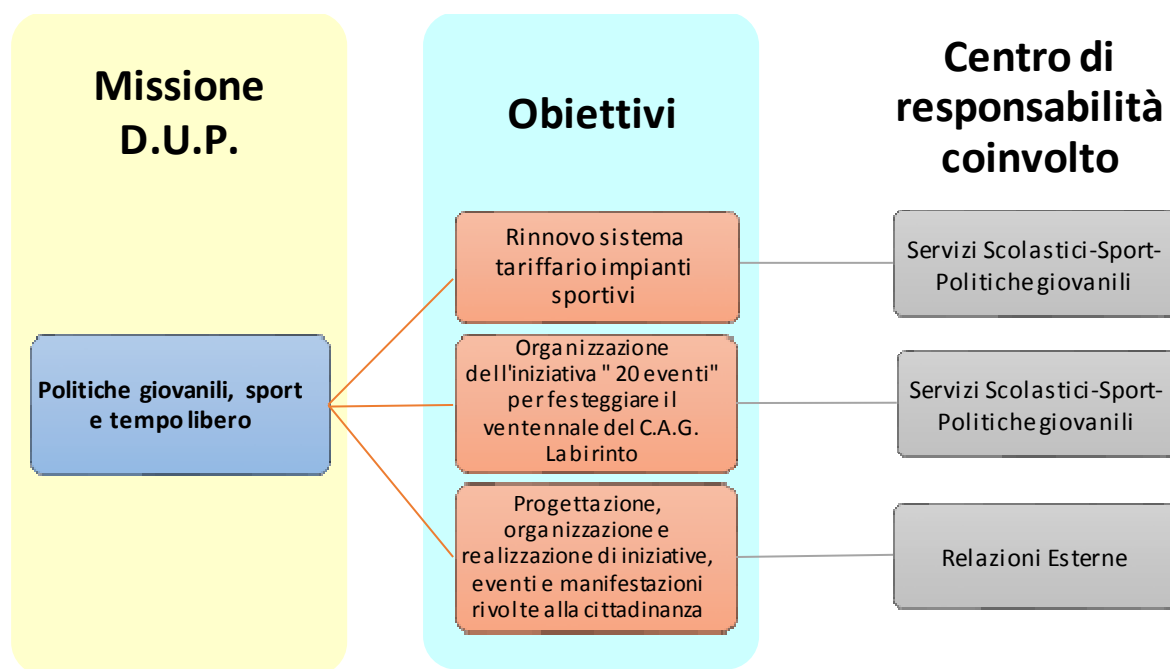 Missione
D.U.P.
Obiettivi
Centro di
responsabilità
coinvolto
Politiche giovanili, sport
e tempo libero
Rinnovo sistema
tariffario impianti
sportivi
Servizi Scolastici-Sport-
Politiche giovanili
Organizzazione
dell'iniziativa " 20 eventi"
per festeggiare il
ventennale del C.A.G.
Labirinto
Servizi Scolastici-Sport-
Politiche giovanili
Progettazione,
organizzazione e
realizzazione di iniziative,
eventi e manifestazioni
rivolte alla cittadinanza
Relazioni Esterne